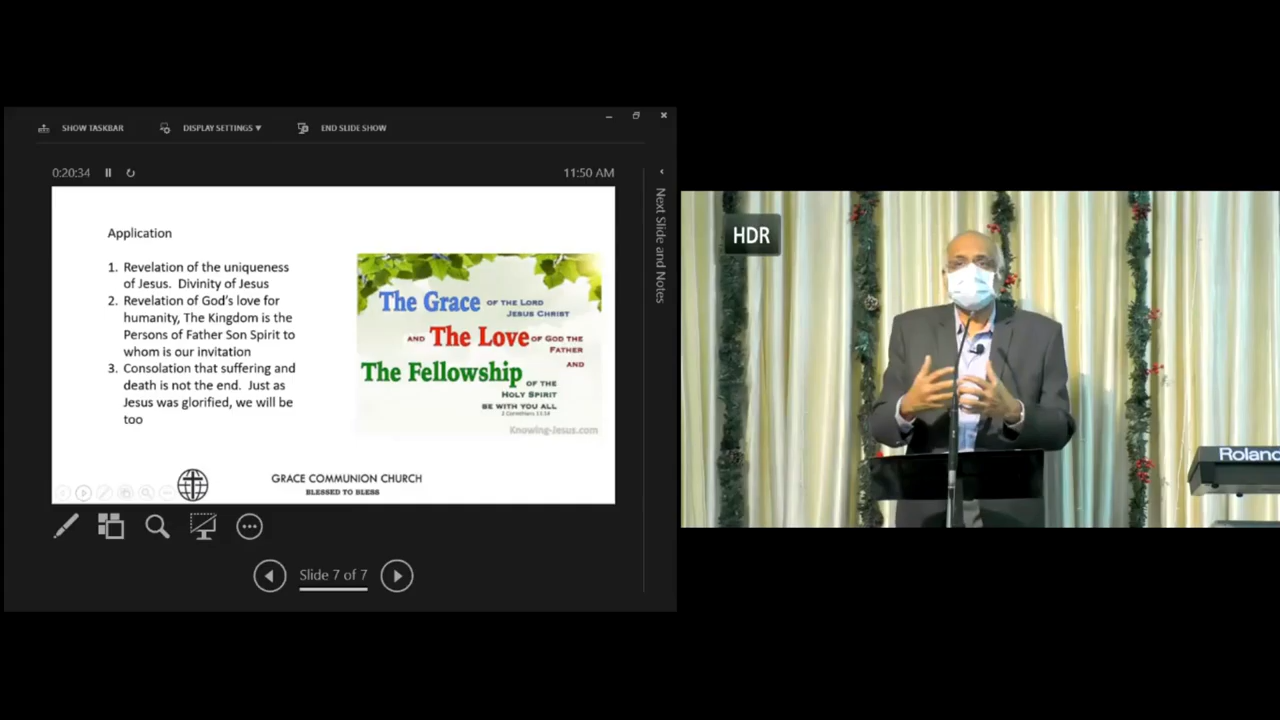 SHOW TASKBAR
DISPLAY SETTINGS
END SLIDE SHOW
0:20:34
11:50 AM
Next Slide and Notes
Application
1. Revelation of the uniqueness
of Jesus. Divinity of Jesus
2. Revelation of God's love for
humanity, The Kingdom is the
Persons of Father Son Spirit to
whom is our invitation
3. Consolation that suffering and
death is not the end. Just as
Jesus was glorified, we will be
too
The Grace OF THE LORD
JESUS CHRIST
AND The Love OF GOD THE
FATHER
AND
The Fellowship
OF THE
HOLY SPIRIT
BE WITH YOU ALL
2 Corinthians 13:14
Knowing-Jesus.com
GRACE COMMUNION CHURCH
BLESSED TO BLESS
Slide 7 of 7
HDR
Roland